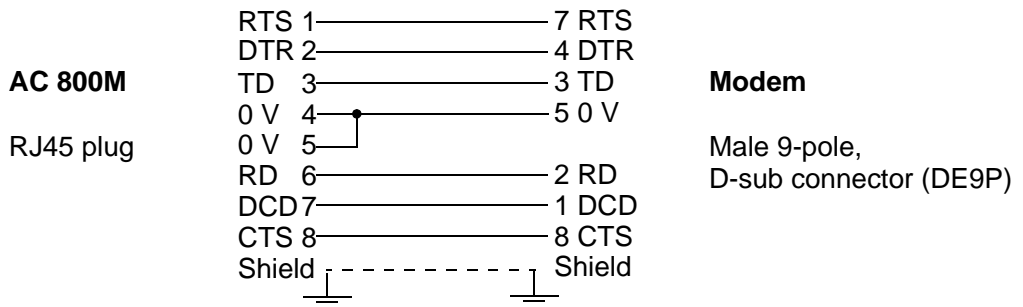 RTS 1 7 RTS
DTR 2 4 DTR
AC 800M TD 3 3 TD Modem
0 V 4 5 0 V
RJ45 plug 0 V 5 Male 9-pole,
RD 6 2 RD D-sub connector (DE9P)
DCD 7 1 DCD
CTS 8 8 CTS
Shield Shield